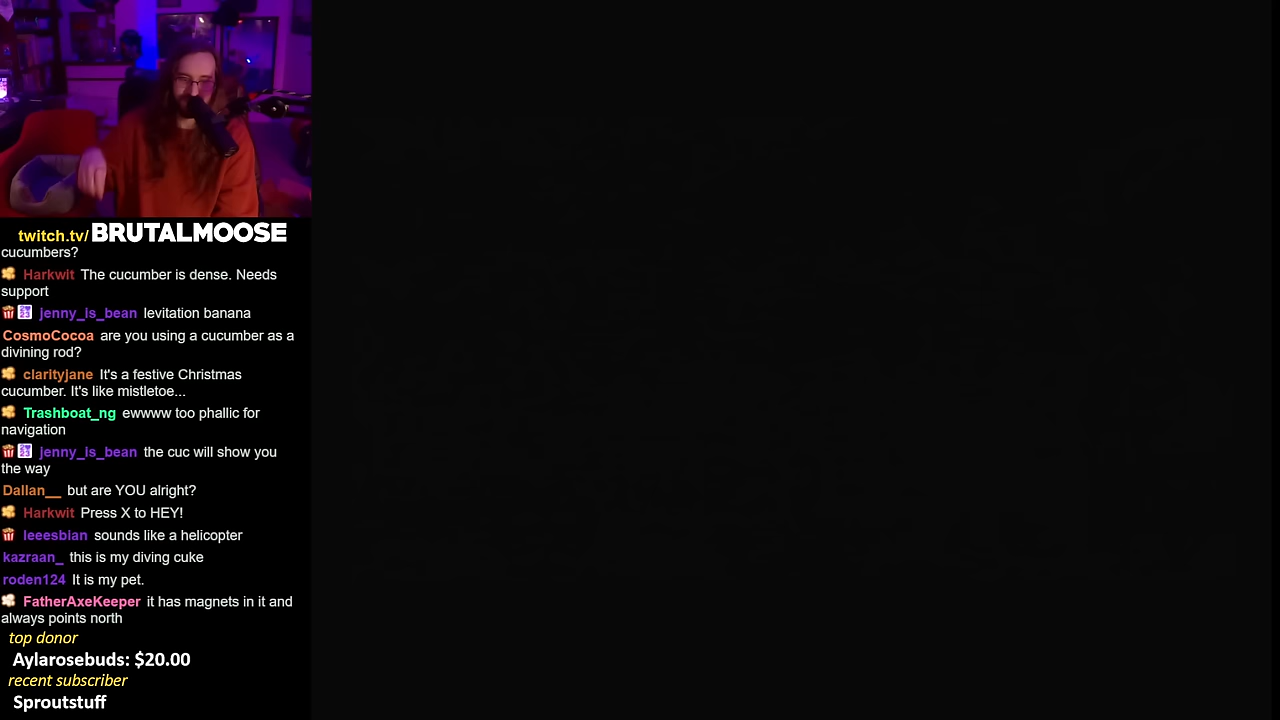 twitch.tv/BRUTALMOOSE
cucumbers?
Harkwit The cucumber is dense. Needs
support
jenny_is_bean levitation banana
CosmoCocoa are you using a cucumber as a
divining rod?
clarityjane It's a festive Christmas
cucumber. It's like mistletoe...
Trashboat_ng ewwww too phallic for
navigation
jenny_is_bean the cuc will show you
the way
Dallan__ but are YOU alright?
Harkwit Press X to HEY!
leeesbian sounds like a helicopter
kazraan_ this is my diving cuke
roden124 It is my pet.
FatherAxeKeeper it has magnets in it and
always points north
top donor
Aylarosebuds: $20.00
recent subscriber
Sproutstuff